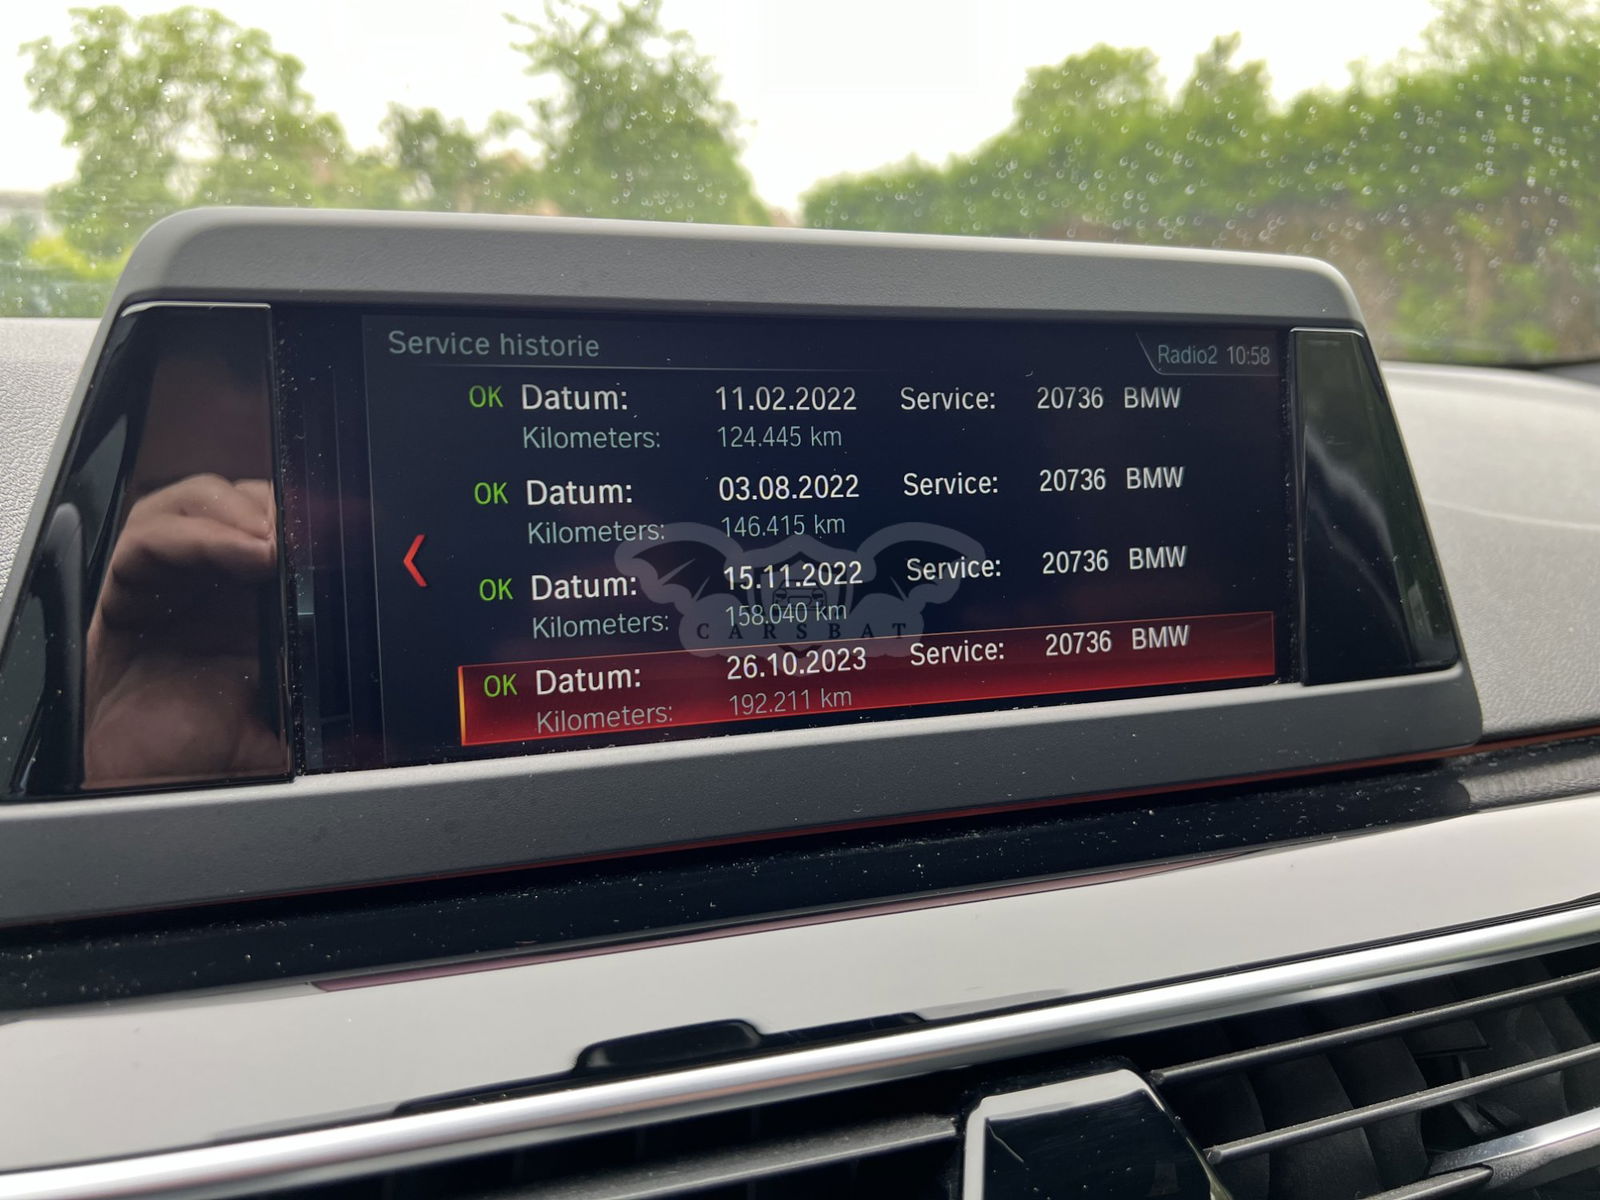 Service historie
Radio2 10:58
OK Datum: 11.02.2022 Service: 20736 BMW
Kilometers: 124.445 km
OK Datum: 03.08.2022 Service: 20736 BMW
Kilometers: 146.415 km
OK Datum: 15.11.2022 Service: 20736 BMW
Kilometers: 158.040 km
CARSBAT
OK Datum: 26.10.2023 Service: 20736 BMW
Kilometers: 192.211 km